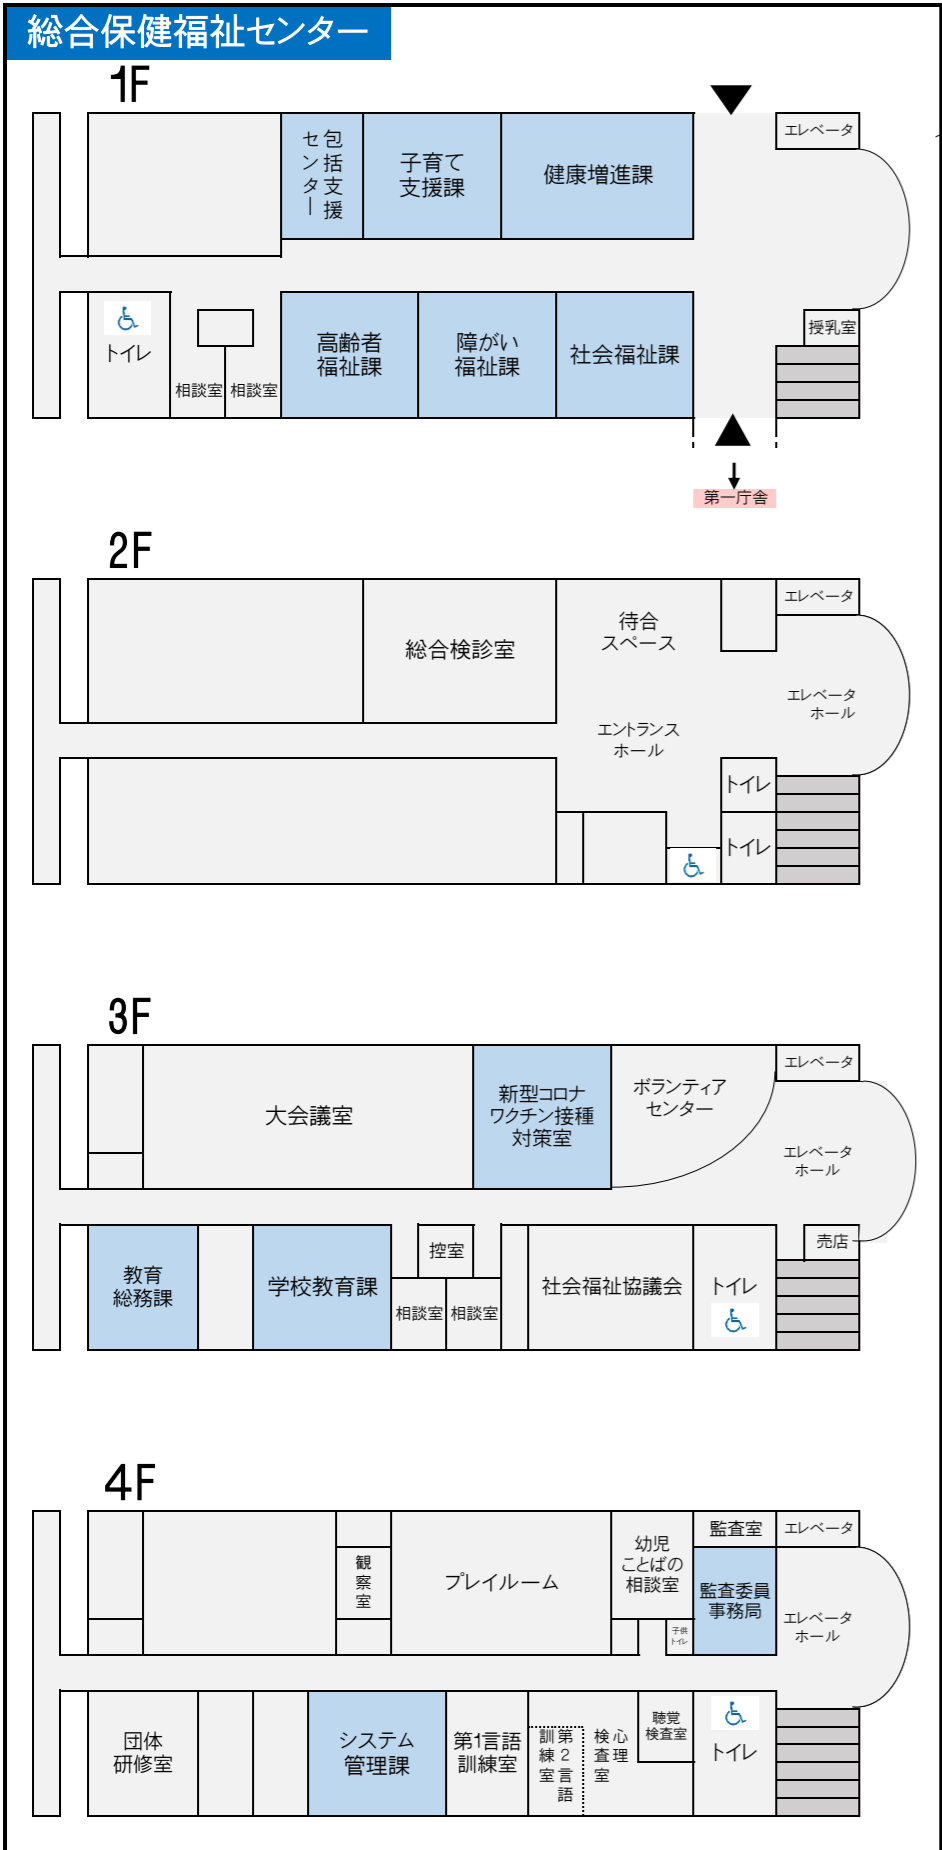 総合保健福祉センター
1F
包括支援
センター
子育て
支援課
健康増進課
エレベータ
トイレ
相談室
相談室
高齢者
福祉課
障がい
福祉課
社会福祉課
授乳室
第一庁舎
2F
総合検診室
待合
スペース
エレベータ
エントランス
ホール
エレベータ
ホール
トイレ
トイレ
3F
大会議室
新型コロナ
ワクチン接種
対策室
ボランティア
センター
エレベータ
エレベータ
ホール
教育
総務課
学校教育課
控室
相談室
相談室
社会福祉協議会
トイレ
売店
4F
観察室
プレイルーム
幼児
ことばの
相談室
子供
トイレ
監査室
監査委員
事務局
エレベータ
エレベータ
ホール
団体
研修室
システム
管理課
第1言語
訓練室
第2言語
訓練室
心理
検査室
聴覚
検査室
トイレ